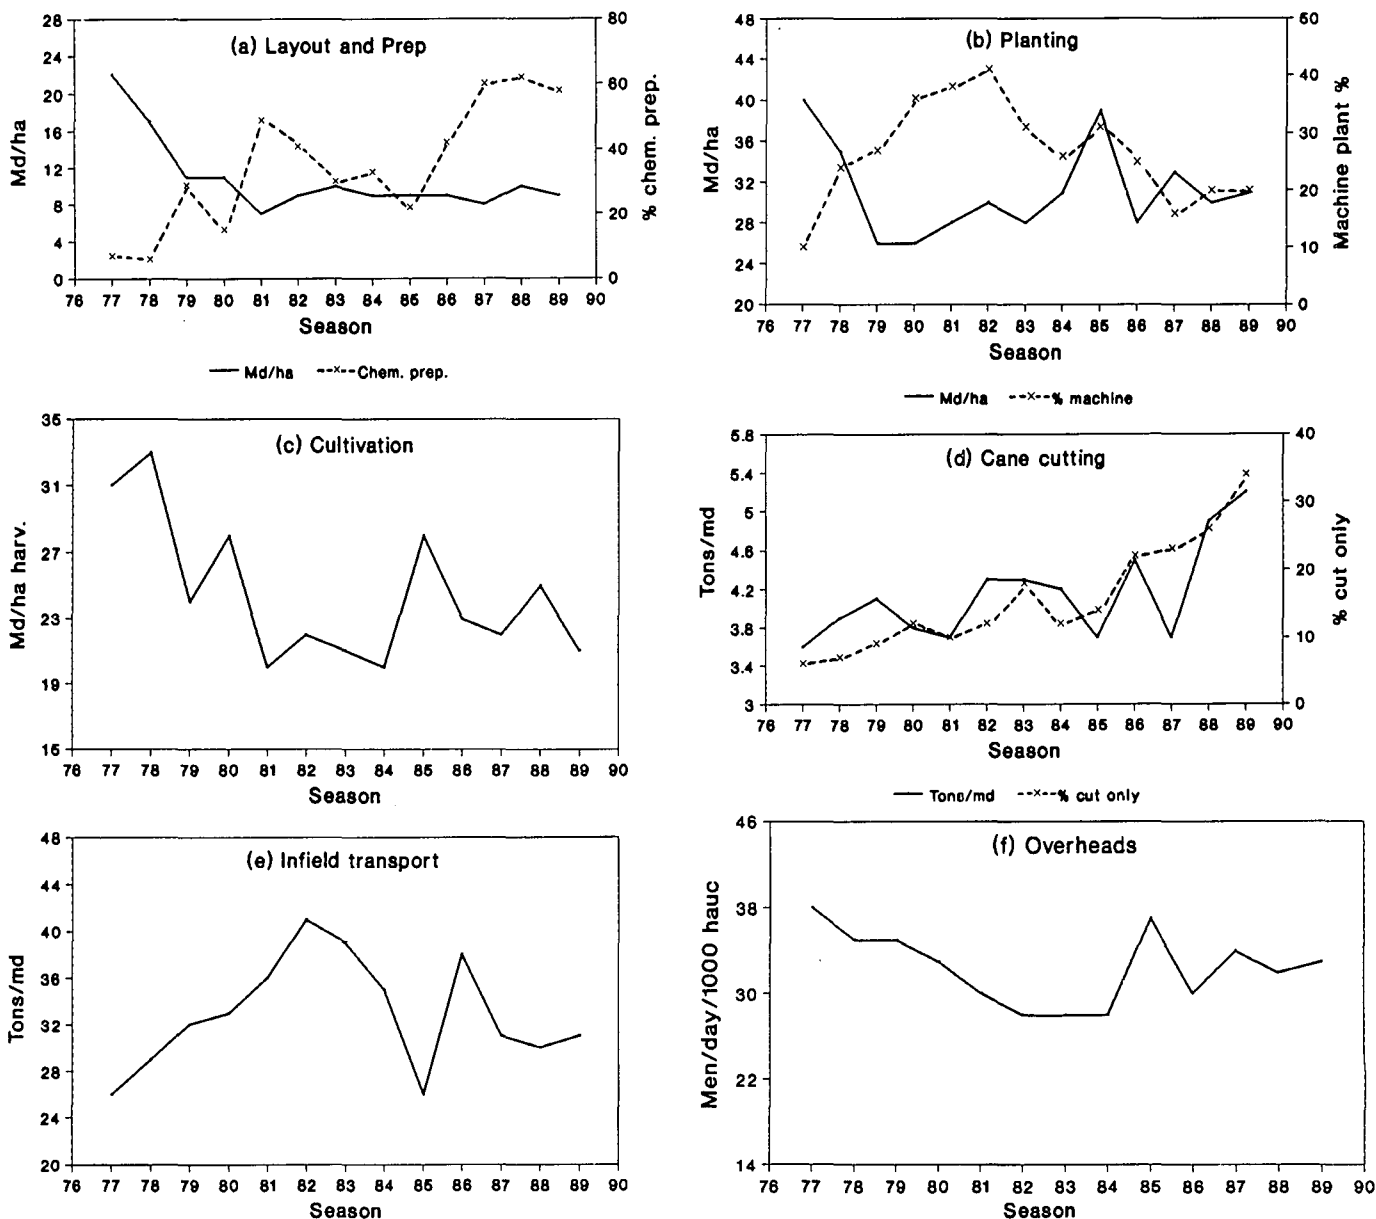 (a) Layout and Prep
Md/ha
28
24
20
16
12
8
4
0
80
60
40
20
0
% chem. prep.
76 77 78 79 80 81 82 83 84 85 86 87 88 89 90
Season
Md/ha Chem. prep.
(b) Planting
Md/ha
48
44
40
36
32
28
24
20
50
40
30
20
10
0
Machine plant %
76 77 78 79 80 81 82 83 84 85 86 87 88 89 90
Season
Md/ha % machine
(c) Cultivation
Md/ha harv.
35
31
27
23
19
15
76 77 78 79 80 81 82 83 84 85 86 87 88 89 90
Season
(d) Cane cutting
Tons/md
5.8
5.4
5
4.6
4.2
3.8
3.4
3
40
30
20
10
0
% cut only
76 77 78 79 80 81 82 83 84 85 86 87 88 89 90
Season
Tons/md % cut only
(e) Infield transport
Tons/md
48
44
40
36
32
28
24
20
76 77 78 79 80 81 82 83 84 85 86 87 88 89 90
Season
(f) Overheads
Men/day/1000 hauc
46
38
30
22
14
76 77 78 79 80 81 82 83 84 85 86 87 88 89 90
Season